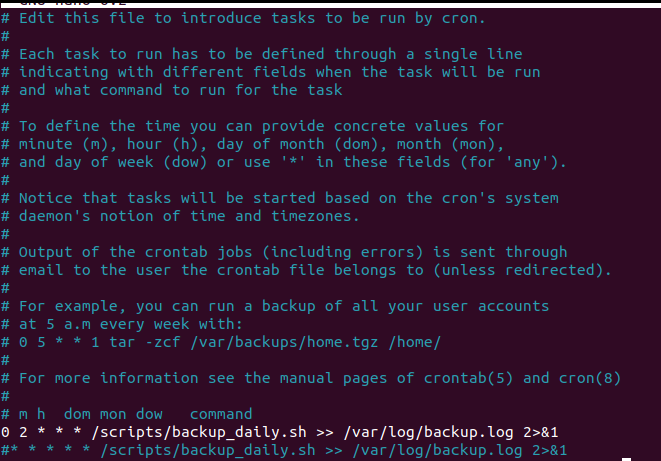 # Edit this file to introduce tasks to be run by cron.
#
# Each task to run has to be defined through a single line
# indicating with different fields when the task will be run
# and what command to run for the task
#
# To define the time you can provide concrete values for
# minute (m), hour (h), day of month (dom), month (mon),
# and day of week (dow) or use '*' in these fields (for 'any').
#
# Notice that tasks will be started based on the cron's system
# daemon's notion of time and timezones.
#
# Output of the crontab jobs (including errors) is sent through
# email to the user the crontab file belongs to (unless redirected).
#
# For example, you can run a backup of all your user accounts
# at 5 a.m every week with:
# 0 5 * * 1 tar -zcf /var/backups/home.tgz /home/
#
# For more information see the manual pages of crontab(5) and cron(8)
#
# m h  dom mon dow   command
0 2 * * * /scripts/backup_daily.sh >> /var/log/backup.log 2>&1
#* * * * * /scripts/backup_daily.sh >> /var/log/backup.log 2>&1